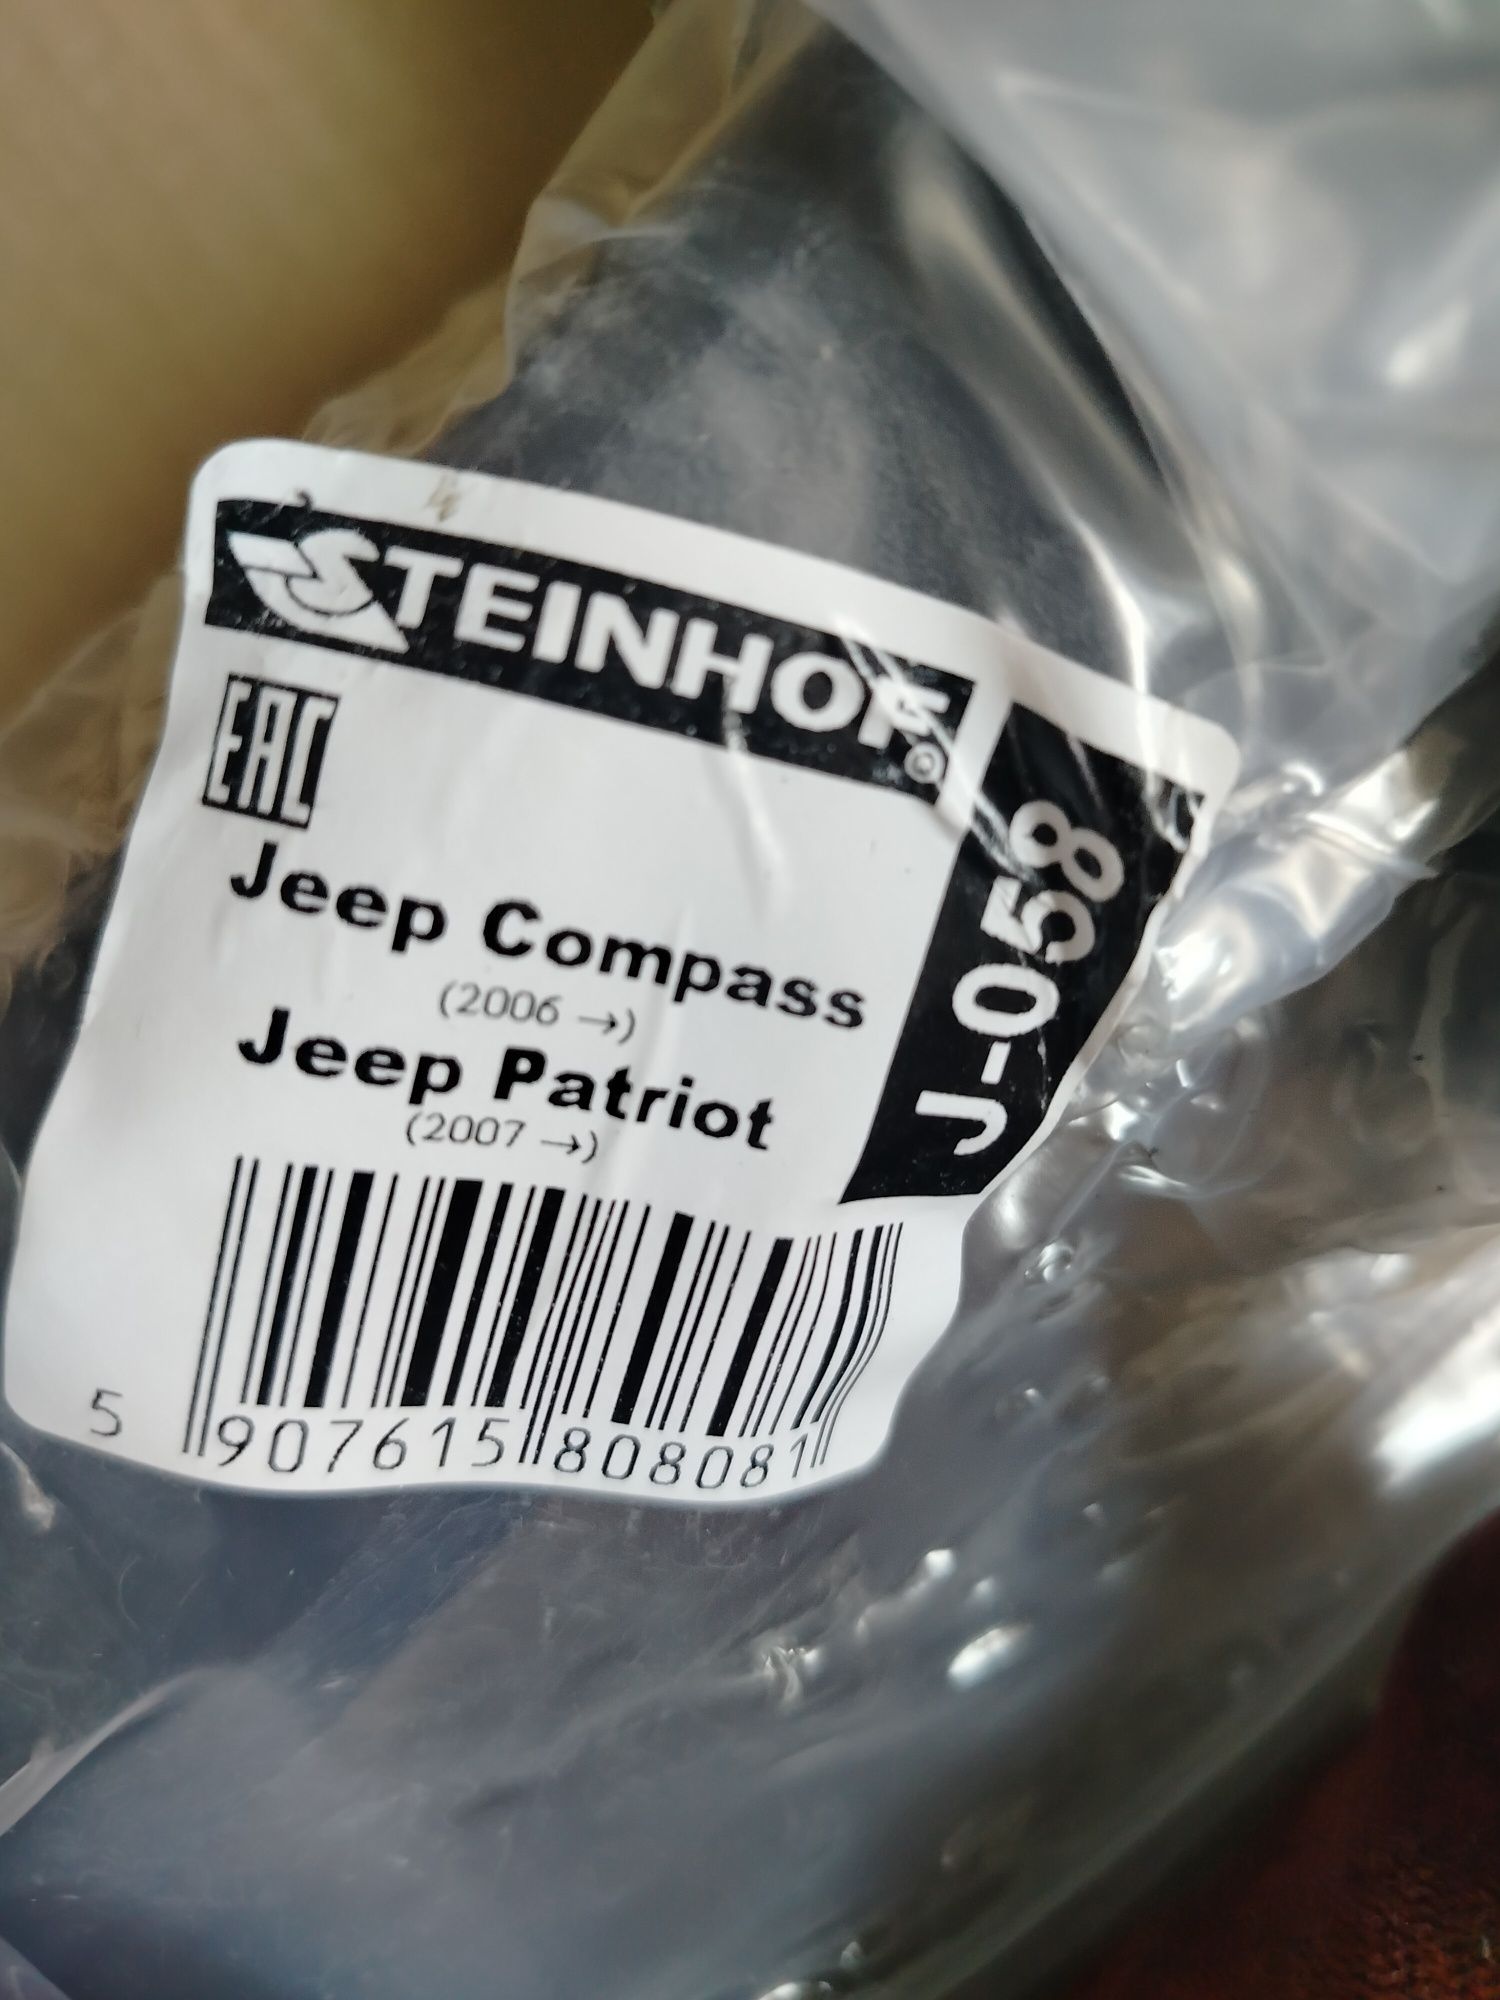 STEINHOF®
EAC
J-058
Jeep Compass
(2006 →)
Jeep Patriot
(2007 →)
5 907615 808081